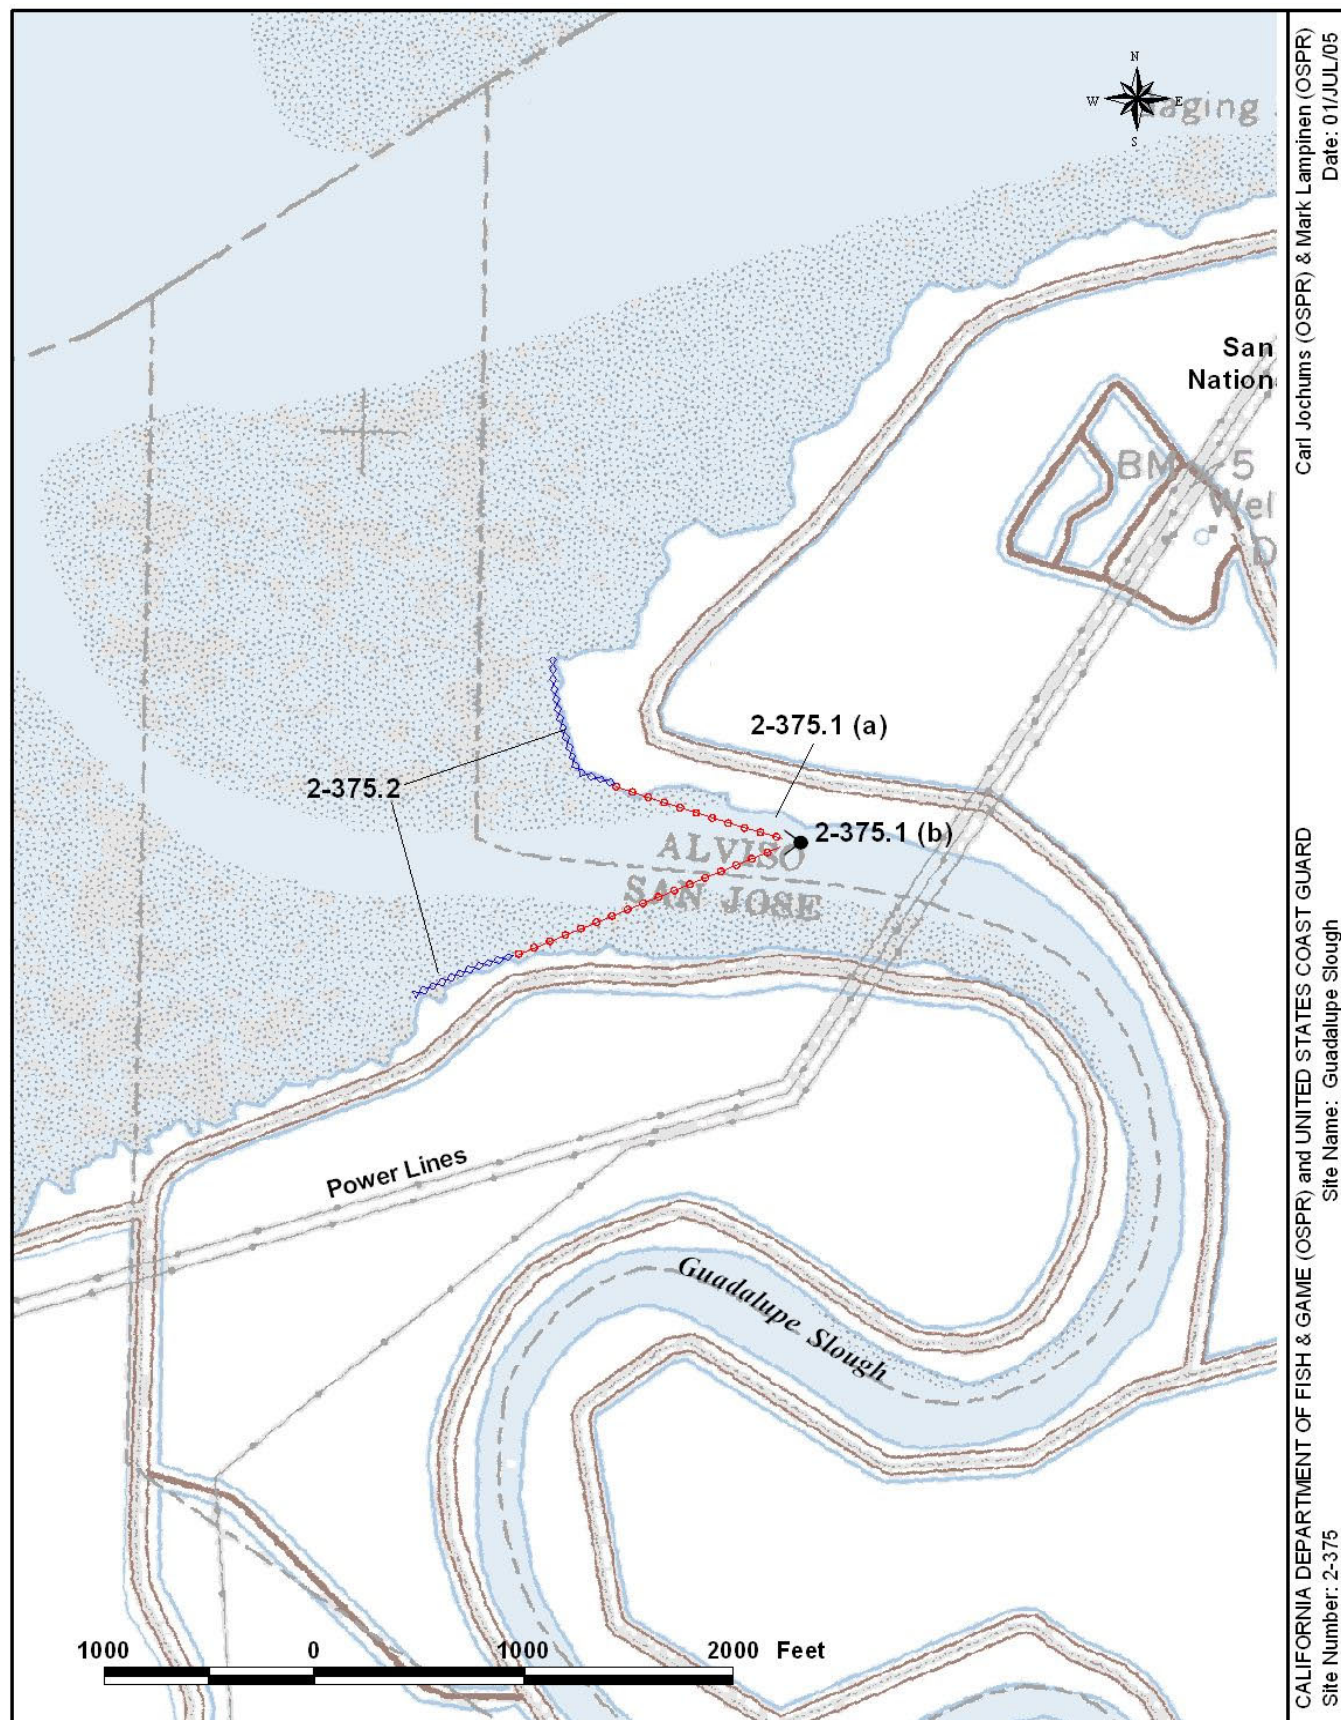 N
W E
S
aging
San
Nation
BM 5
Wel
D
2-375.1 (a)
2-375.2
2-375.1 (b)
ALVISO
SAN JOSE
Power Lines
Guadalupe Slough
1000 0 1000 2000 Feet
Carl Jochums (OSPR) & Mark Lampinen (OSPR)
Date: 01/JUL/05
CALIFORNIA DEPARTMENT OF FISH & GAME (OSPR) and UNITED STATES COAST GUARD
Site Number: 2-375 Site Name: Guadalupe Slough